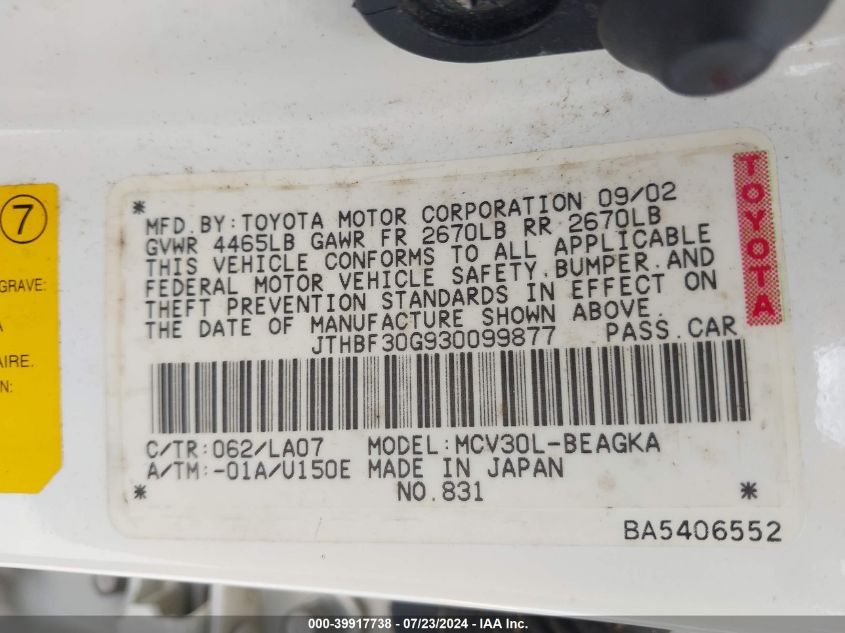 7
GRAVE:
A
AIRE.
N:
*
MFD.BY:TOYOTA MOTOR CORPORATION 09/02
GVWR 4465LB GAWR FR 2670LB RR 2670LB
THIS VEHICLE CONFORMS TO ALL APPLICABLE
FEDERAL MOTOR VEHICLE SAFETY,BUMPER,AND
THEFT PREVENTION STANDARDS IN EFFECT ON
THE DATE OF MANUFACTURE SHOWN ABOVE.
JTHBF30G930099877 PASS.CAR
TOYOTA
C/TR:062/LA07 MODEL:MCV30L-BEAGKA
A/TM:-01A/U150E MADE IN JAPAN
* NO.831 *
BA5406552
000-39917738 - 07/23/2024 - IAA Inc.